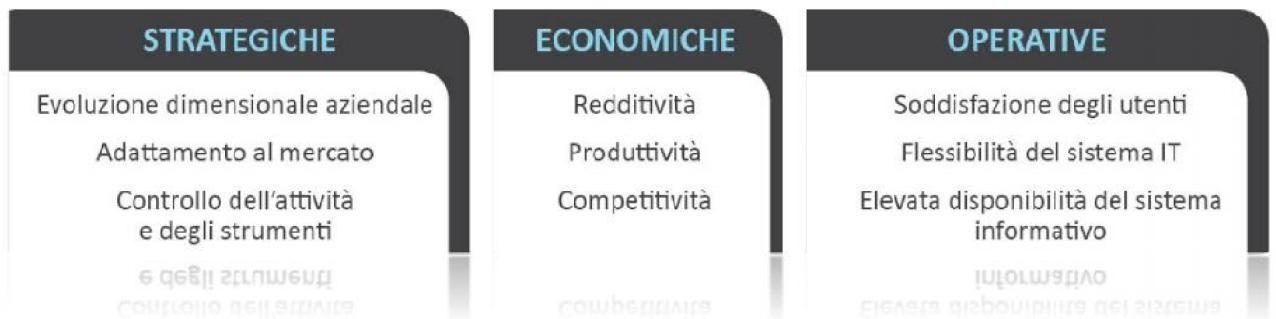 STRATEGICHE
Evoluzione dimensionale aziendale
Adattamento al mercato
Controllo dell'attività
e degli strumenti
ECONOMICHE
Redditività
Produttività
Competitività
OPERATIVE
Soddisfazione degli utenti
Flessibilità del sistema IT
Elevata disponibilità del sistema
informativo